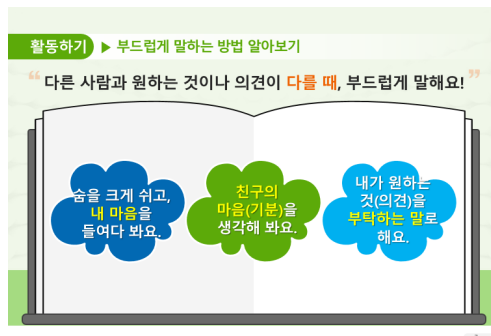 활동하기 ▶ 부드럽게 말하는 방법 알아보기
“다른 사람과 원하는 것이나 의견이 다를 때, 부드럽게 말해요!”
숨을 크게 쉬고,
내 마음을
들여다 봐요.
친구의
마음(기분)을
생각해 봐요.
내가 원하는
것(의견)을
부탁하는 말로
해요.